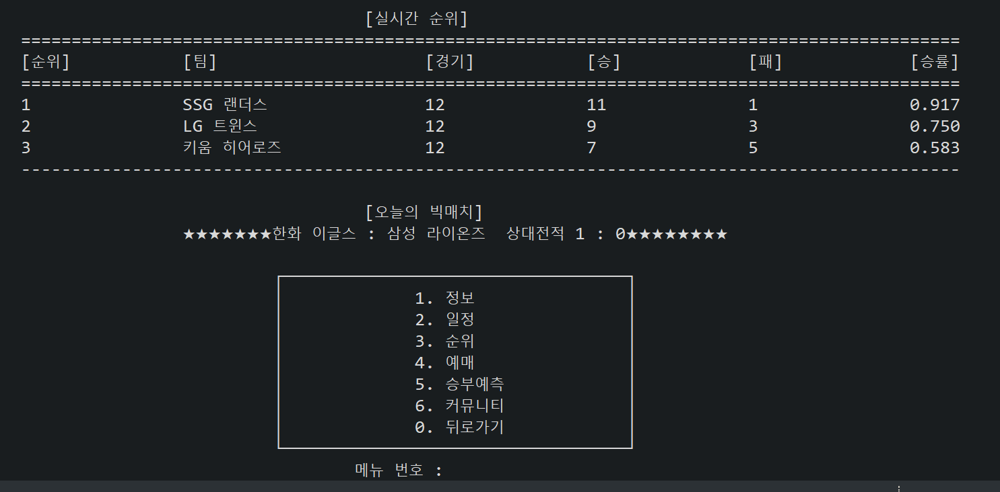 [실시간 순위]
=============================================================================================
[순위] [팀] [경기] [승] [패] [승률]
=============================================================================================
1 SSG 랜더스 12 11 1 0.917
2 LG 트윈스 12 9 3 0.750
3 키움 히어로즈 12 7 5 0.583
---------------------------------------------------------------------------------------------
[오늘의 빅매치]
★★★★★★★한화 이글스 : 삼성 라이온즈 상대전적 1 : 0★★★★★★★★
1. 정보
2. 일정
3. 순위
4. 예매
5. 승부예측
6. 커뮤니티
0. 뒤로가기
메뉴 번호 :